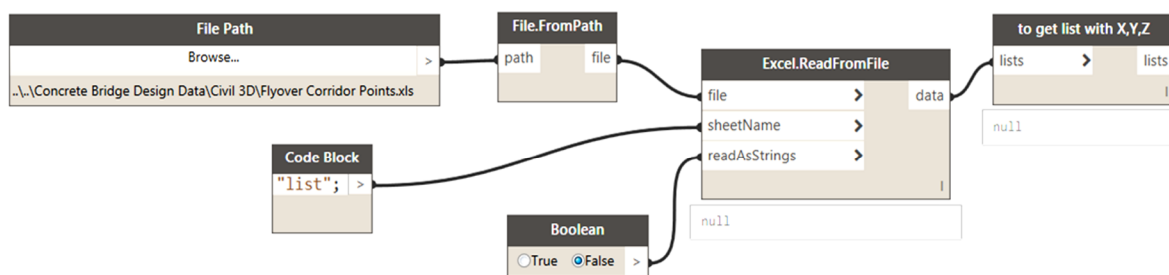 File Path
Browse...
>
..\..\Concrete Bridge Design Data\Civil 3D\Flyover Corridor Points.xls
File.FromPath
path
file
Code Block
"list";
>
Boolean
True
False
>
Excel.ReadFromFile
file
>
data
sheetName
>
readAsStrings
>
l
null
to get list with X,Y,Z
lists
>
lists
l
null